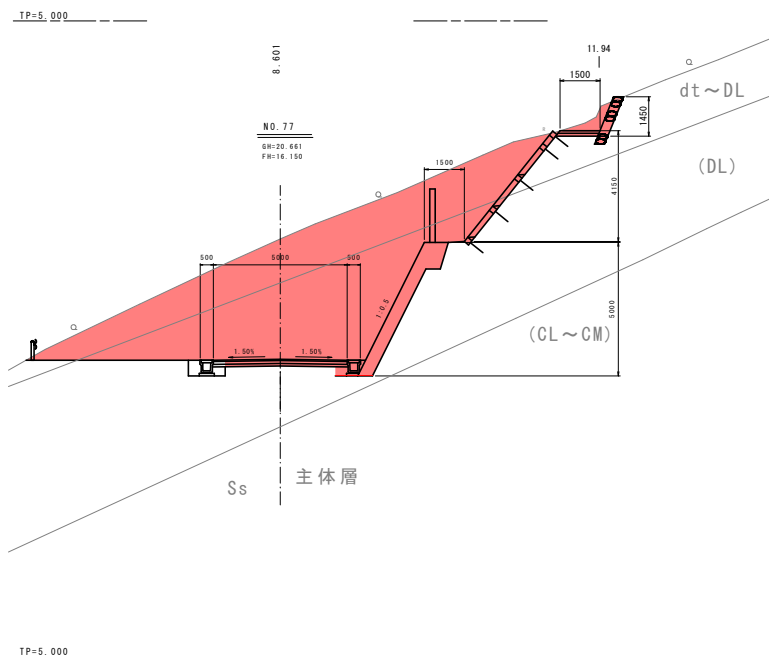 TP=5.000
8.601
11.94
1500
Q
dt～DL
1450
NO.77
GH=20.661
FH=16.150
(DL)
1500
Q
4150
500
5000
500
1:0.5
5000
Q
(CL～CM)
1.50%
1.50%
主体層
Ss
TP=5.000